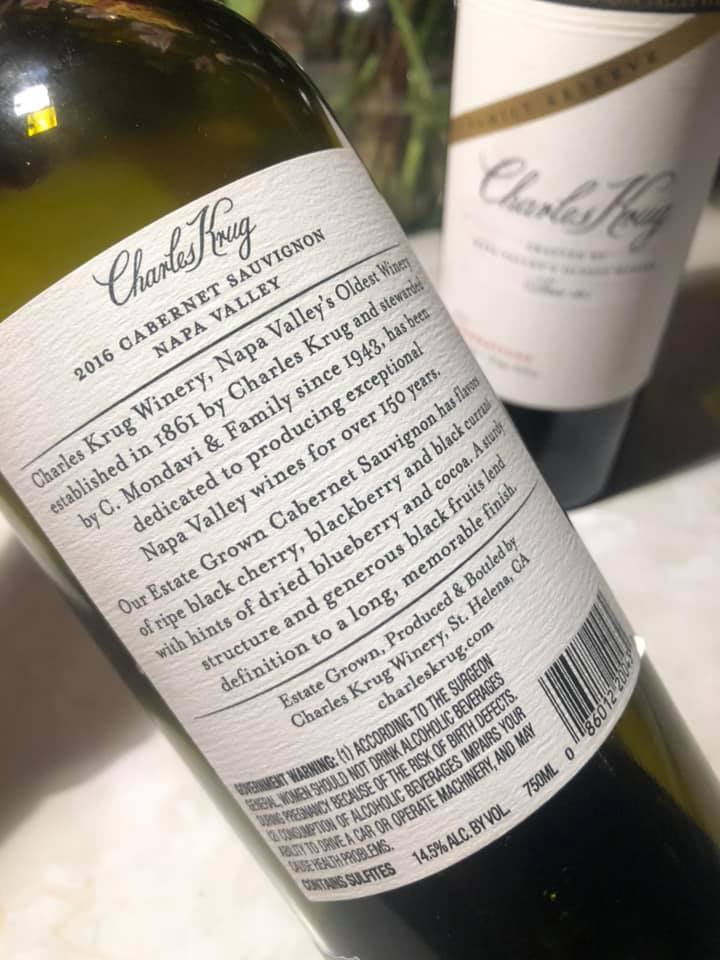 Charles Krug
2016 CABERNET SAUVIGNON
NAPA VALLEY
Charles Krug Winery, Napa Valley's Oldest Winery
established in 1861 by Charles Krug and stewarded
by C. Mondavi & Family since 1943, has been
dedicated to producing exceptional
Napa Valley wines for over 150 years.
Our Estate Grown Cabernet Sauvignon has flavors
of ripe black cherry, blackberry and black currant
with hints of dried blueberry and cocoa. A sturdy
structure and generous black fruits lend
definition to a long, memorable finish.
Estate Grown, Produced & Bottled by
Charles Krug Winery, St. Helena, CA
charleskrug.com
GOVERNMENT WARNING: (1) ACCORDING TO THE SURGEON
GENERAL WOMEN SHOULD NOT DRINK ALCOHOLIC BEVERAGES
DURING PREGNANCY BECAUSE OF THE RISK OF BIRTH DEFECTS.
(2) CONSUMPTION OF ALCOHOLIC BEVERAGES IMPAIRS YOUR
ABILITY TO DRIVE A CAR OR OPERATE MACHINERY, AND MAY
CAUSE HEALTH PROBLEMS.
CONTAINS SULFITES 14.5% ALC. BY VOL. 750ML
0 86012
FAMILY RESERVE
Charles Krug